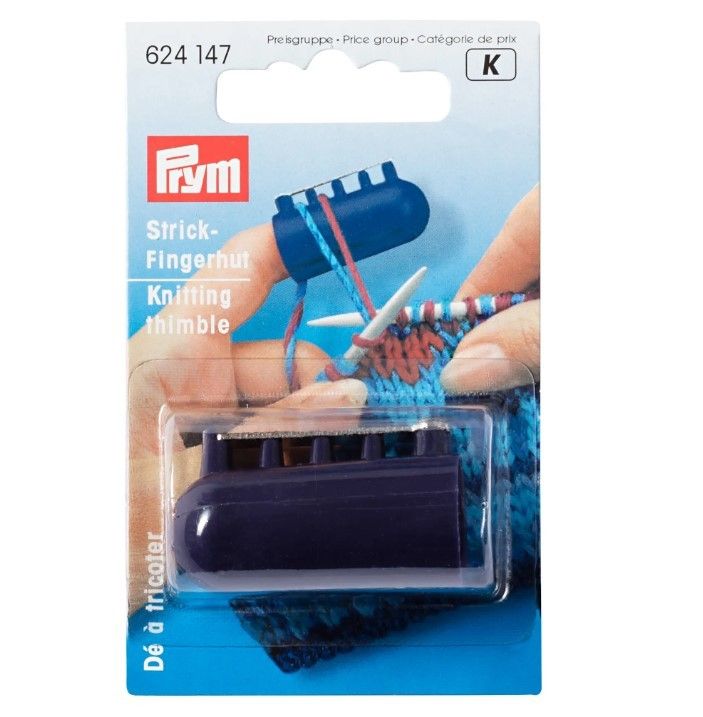 Preisgruppe • Price group • Catégorie de prix
624 147
K
Prym
Strick-
Fingerhut
Knitting
thimble
Dé à tricoter